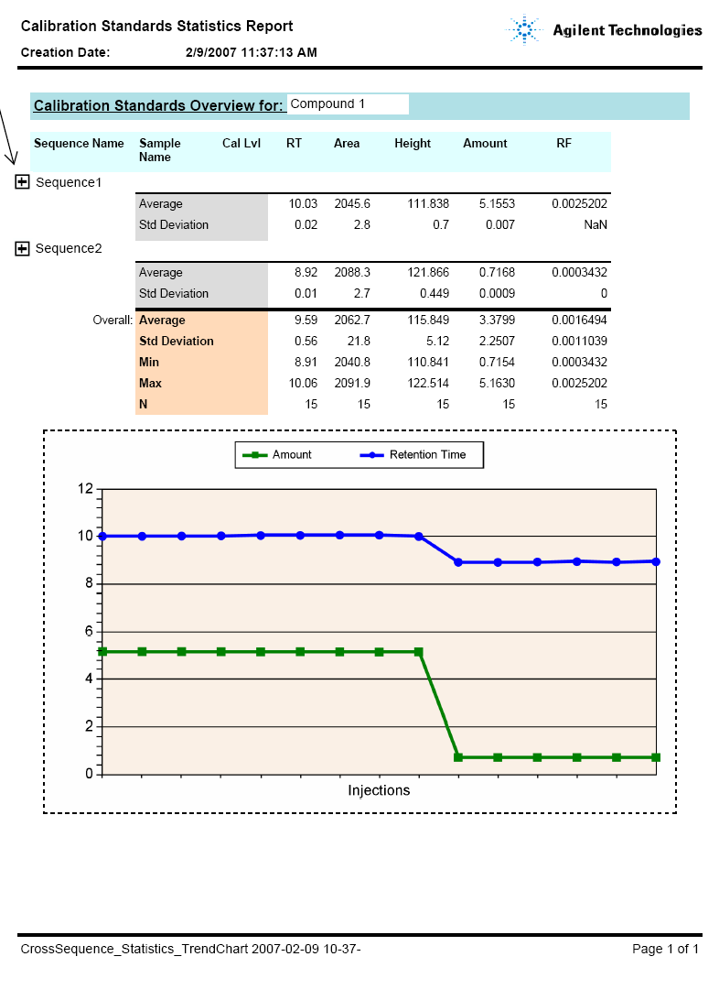 Calibration Standards Statistics Report
Agilent Technologies
Creation Date: 2/9/2007 11:37:13 AM
Calibration Standards Overview for: Compound 1
Sequence Name Sample Name Cal Lvl RT Area Height Amount RF
Sequence1
Average 10.03 2045.6 111.838 5.1553 0.0025202
Std Deviation 0.02 2.8 0.7 0.007 NaN
Sequence2
Average 8.92 2088.3 121.866 0.7168 0.0003432
Std Deviation 0.01 2.7 0.449 0.0009 0
Overall: Average 9.59 2062.7 115.849 3.3799 0.0016494
Std Deviation 0.56 21.8 5.12 2.2507 0.0011039
Min 8.91 2040.8 110.841 0.7154 0.0003432
Max 10.06 2091.9 122.514 5.1630 0.0025202
N 15 15 15 15 15
Amount Retention Time
12
10
8
6
4
2
0
Injections
CrossSequence_Statistics_TrendChart 2007-02-09 10-37- Page 1 of 1